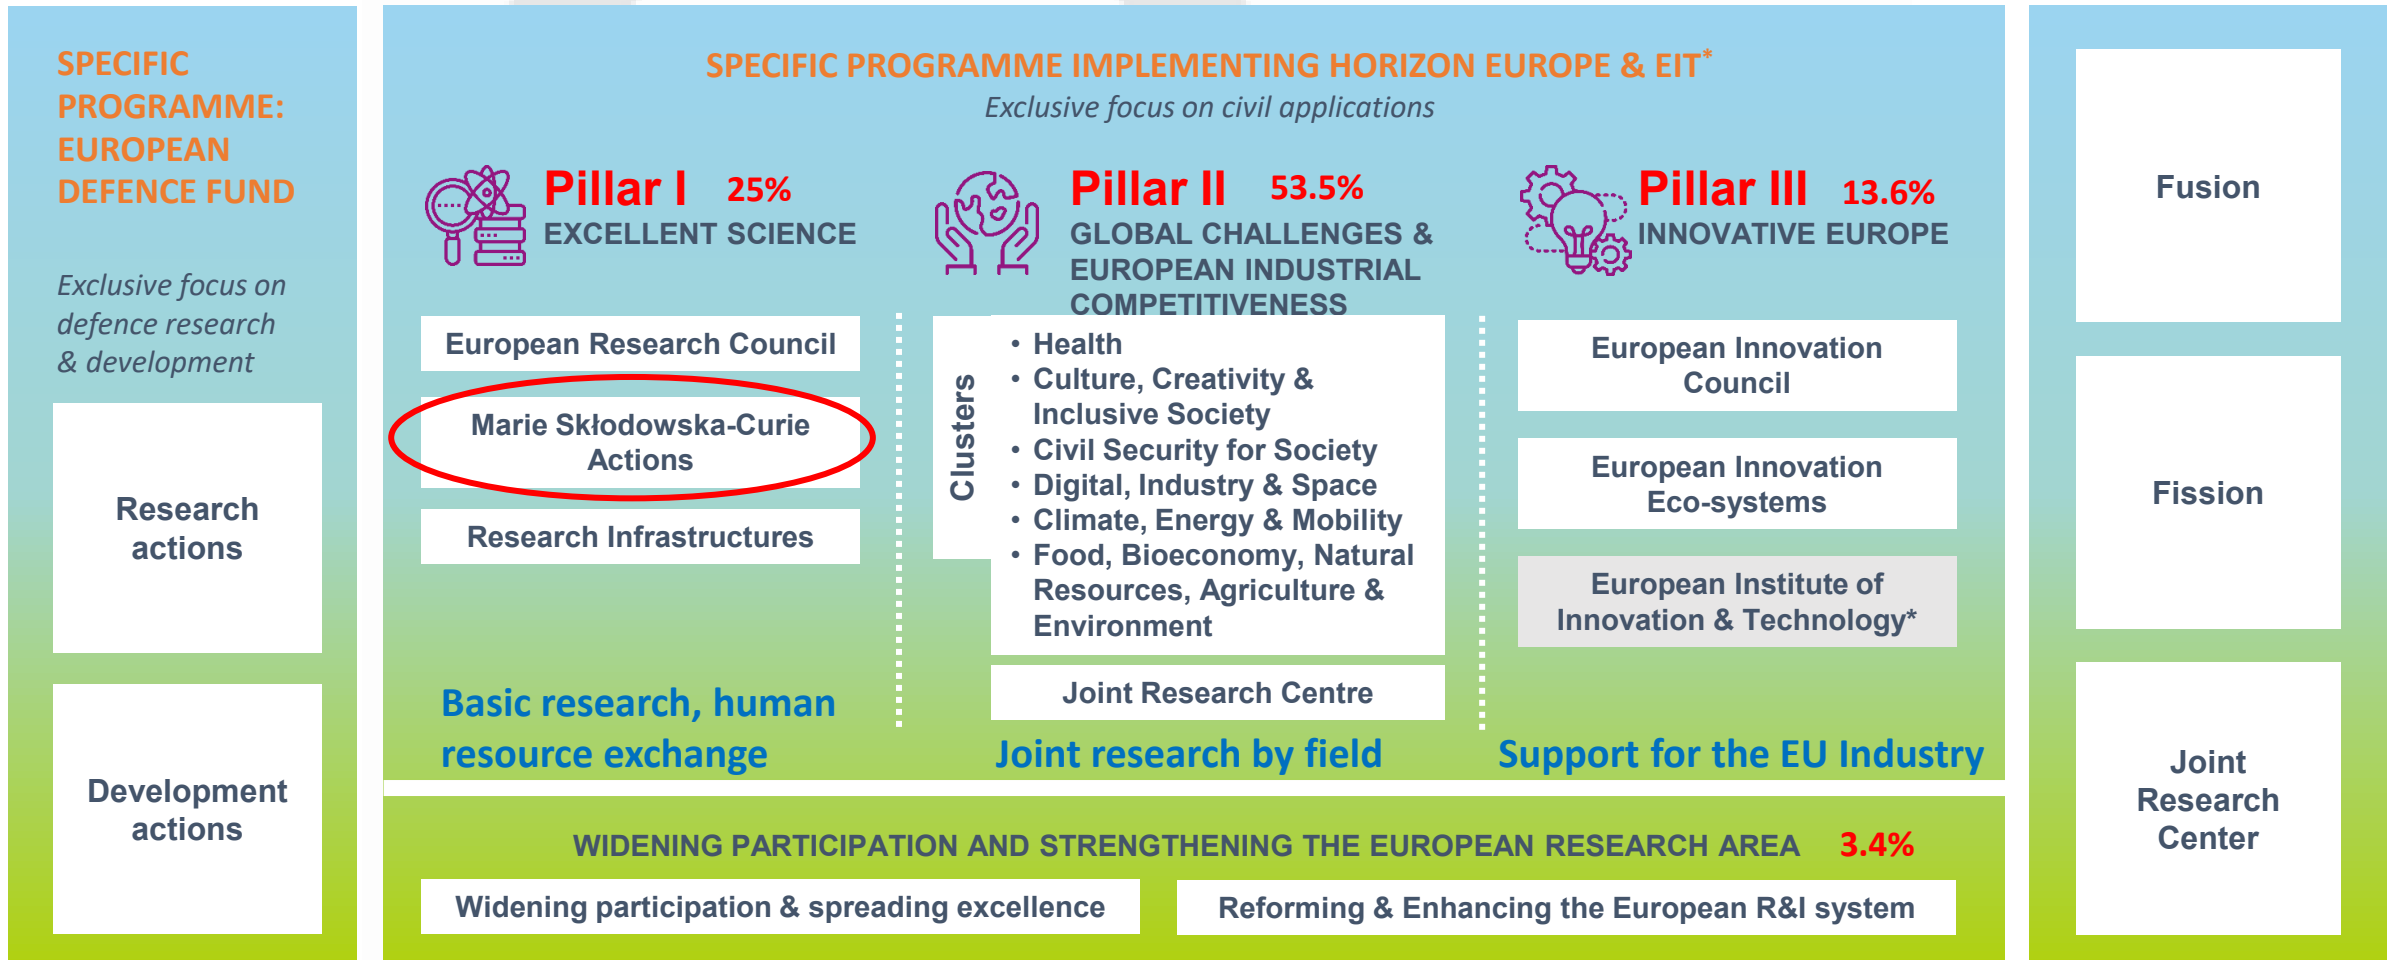 SPECIFIC
PROGRAMME:
EUROPEAN
DEFENCE FUND
Exclusive focus on
defence research
& development
Research
actions
Development
actions
SPECIFIC PROGRAMME IMPLEMENTING HORIZON EUROPE & EIT*
Exclusive focus on civil applications
Pillar I 25%
EXCELLENT SCIENCE
European Research Council
Marie Skłodowska-Curie
Actions
Research Infrastructures
Basic research, human
resource exchange
Pillar II 53.5%
GLOBAL CHALLENGES &
EUROPEAN INDUSTRIAL
COMPETITIVENESS
Clusters
• Health
• Culture, Creativity &
Inclusive Society
• Civil Security for Society
• Digital, Industry & Space
• Climate, Energy & Mobility
• Food, Bioeconomy, Natural
Resources, Agriculture &
Environment
Joint Research Centre
Joint research by field
Pillar III 13.6%
INNOVATIVE EUROPE
European Innovation
Council
European Innovation
Eco-systems
European Institute of
Innovation & Technology*
Support for the EU Industry
WIDENING PARTICIPATION AND STRENGTHENING THE EUROPEAN RESEARCH AREA 3.4%
Widening participation & spreading excellence
Reforming & Enhancing the European R&I system
Fusion
Fission
Joint
Research
Center